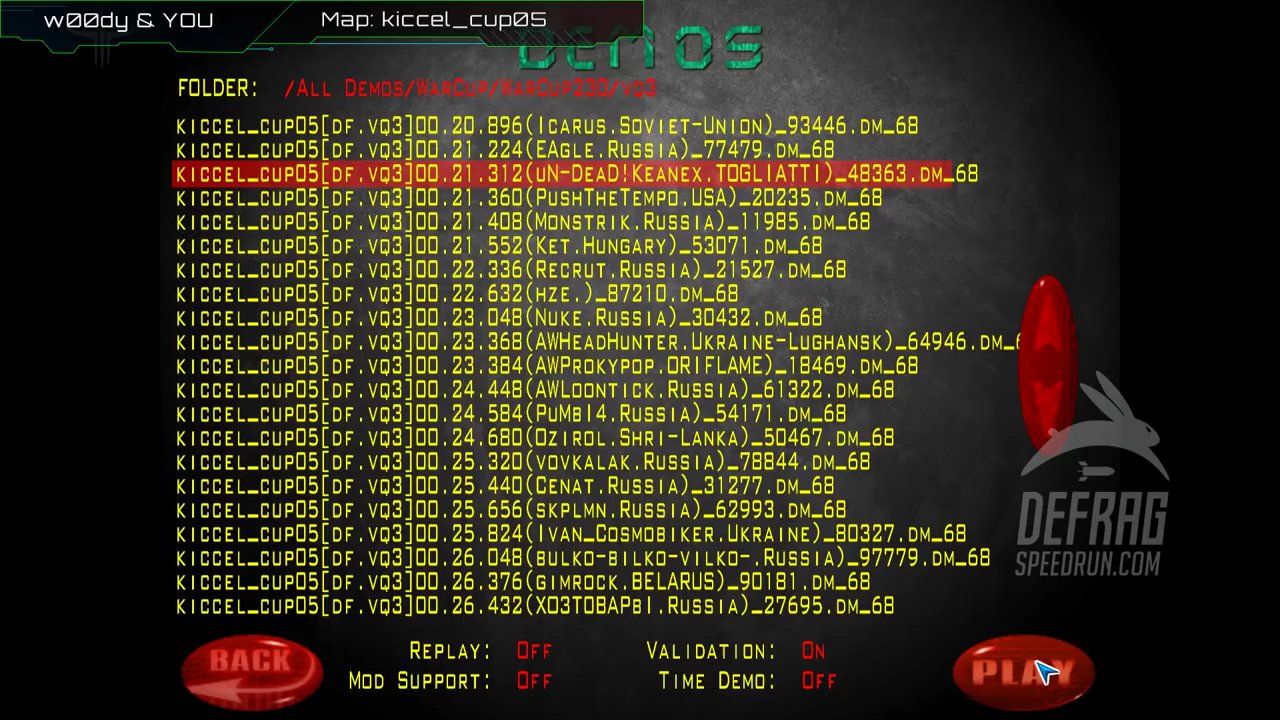 w00dy & YOU
Map: kiccel_cup05
DEMOS
FOLDER: /All Demos/WarCup/WarCup230/vq3
kiccel_cup05[df.vq3]00.20.896(Icarus.Soviet-Union)_93446.dm_68
kiccel_cup05[df.vq3]00.21.224(EAgle.Russia)_77479.dm_68
kiccel_cup05[df.vq3]00.21.312(uN-DeaD!Keanex.TOGLIATTI)_48363.dm_68
kiccel_cup05[df.vq3]00.21.360(PushTheTempo.USA)_20235.dm_68
kiccel_cup05[df.vq3]00.21.408(Monstrik.Russia)_11985.dm_68
kiccel_cup05[df.vq3]00.21.552(Ket.Hungary)_53071.dm_68
kiccel_cup05[df.vq3]00.22.336(Recrut.Russia)_21527.dm_68
kiccel_cup05[df.vq3]00.22.632(hze.)_87210.dm_68
kiccel_cup05[df.vq3]00.23.048(Nuke.Russia)_30432.dm_68
kiccel_cup05[df.vq3]00.23.368(AWHeadHunter.Ukraine-Lughansk)_64946.dm_6
kiccel_cup05[df.vq3]00.23.384(AWProkypop.ORIFLAME)_18469.dm_68
kiccel_cup05[df.vq3]00.24.448(AWLoontick.Russia)_61322.dm_68
kiccel_cup05[df.vq3]00.24.584(PuMbI4.Russia)_54171.dm_68
kiccel_cup05[df.vq3]00.24.680(Ozirol.Shri-Lanka)_50467.dm_68
kiccel_cup05[df.vq3]00.25.320(vovkalak.Russia)_78844.dm_68
kiccel_cup05[df.vq3]00.25.440(Cenat.Russia)_31277.dm_68
kiccel_cup05[df.vq3]00.25.656(skplmn.Russia)_62993.dm_68
kiccel_cup05[df.vq3]00.25.824(Ivan_Cosmobiker.Ukraine)_80327.dm_68
kiccel_cup05[df.vq3]00.26.048(bulko-bilko-vilko-.Russia)_97779.dm_68
kiccel_cup05[df.vq3]00.26.376(gimrock.BELARUS)_90181.dm_68
kiccel_cup05[df.vq3]00.26.432(XO3TOBAPbI.Russia)_27695.dm_68
DEFRAG
SPEEDRUN.COM
BACK
Replay: Off
Validation: On
Mod Support: Off
Time Demo: Off
PLAY